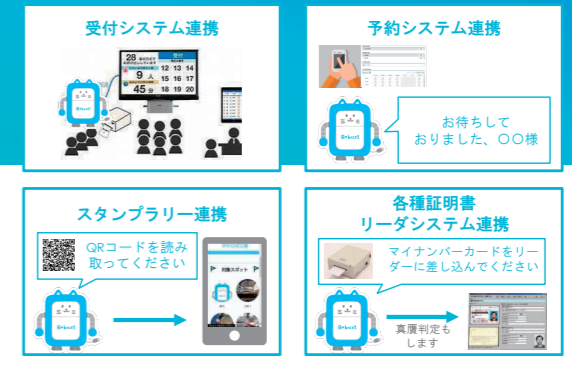 受付システム連携
予約システム連携
28
受付
12 13 14
9 人
15 16 17
45 分
18 19 20
お待ちして
おりました、〇〇様
スタンプラリー連携
各種証明書
リーダシステム連携
QRコードを読み
取ってください
対象スポット
マイナンバーカードをリー
ダーに差し込んでください
真贋判定も
します